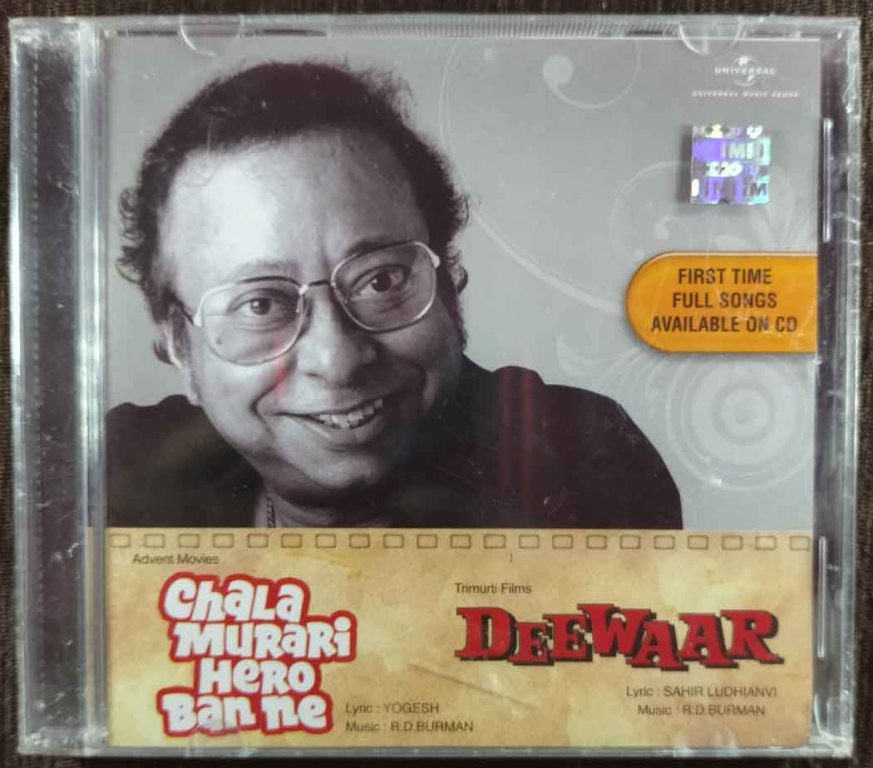 UNIVERSAL
UNIVERSAL MUSIC GROUP
FIRST TIME
FULL SONGS
AVAILABLE ON CD
Advent Movies
Chala
Murari
Hero
Ban ne
Lyric : YOGESH
Music : R.D.BURMAN
Trimurti Films
DEEWAAR
Lyric : SAHIR LUDHIANVI
Music : R.D.BURMAN